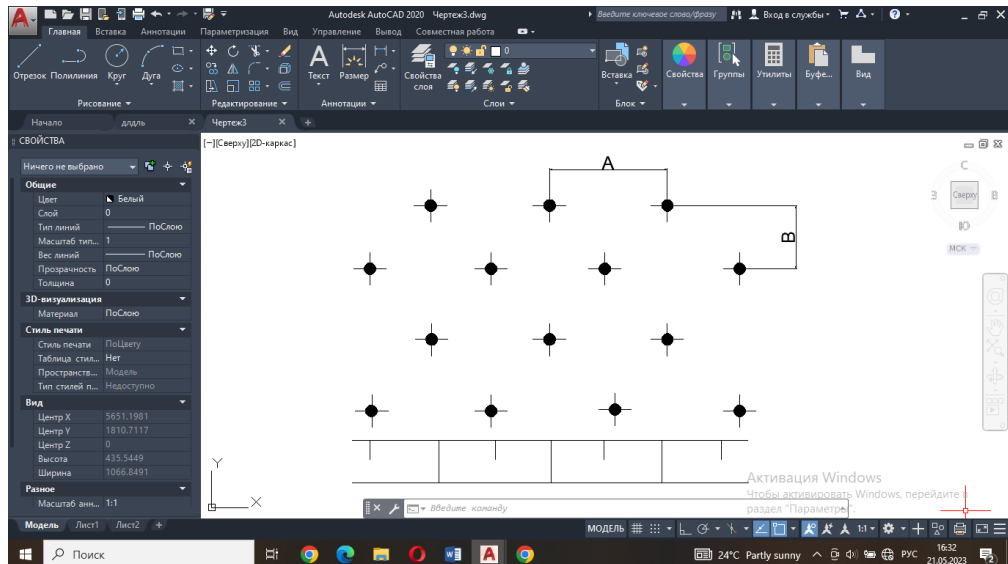 Autodesk AutoCAD 2020 Чертеж3.dwg
Введите ключевое слово/фразу
Вход в службы
Главная Вставка Аннотации Параметризация Вид Управление Вывод Совместная работа
Отрезок Полилиния Круг Дуга
Текст Размер
Свойства слоя
0
Вставка
Свойства Группы Утилиты Буфе... Вид
Рисование Редактирование Аннотации Слои Блок
Начало
длдль
Чертеж3
СВОЙСТВА
[−][Сверху][2D-каркас]
Ничего не выбрано
Общие
Цвет Белый
Слой 0
Тип линий ПоСлою
Масштаб тип... 1
Вес линий ПоСлою
Прозрачность ПоСлою
Толщина 0
3D-визуализация
Материал ПоСлою
Стиль печати
Стиль печати ПоЦвету
Таблица стил... Нет
Пространств... Модель
Тип стилей п... Недоступно
Вид
Центр X 5651.1981
Центр Y 1810.7117
Центр Z 0
Высота 435.5449
Ширина 1066.8491
Разное
Масштаб анн... 1:1
A
B
С
З Сверху В
Ю
МСК
Y
X
Активация Windows
Чтобы активировать Windows, перейдите в
раздел "Параметры".
Введите команду
Модель Лист1 Лист2 +
МОДЕЛЬ
1:1
Поиск
24°C Partly sunny
РУС
16:32
21.05.2023